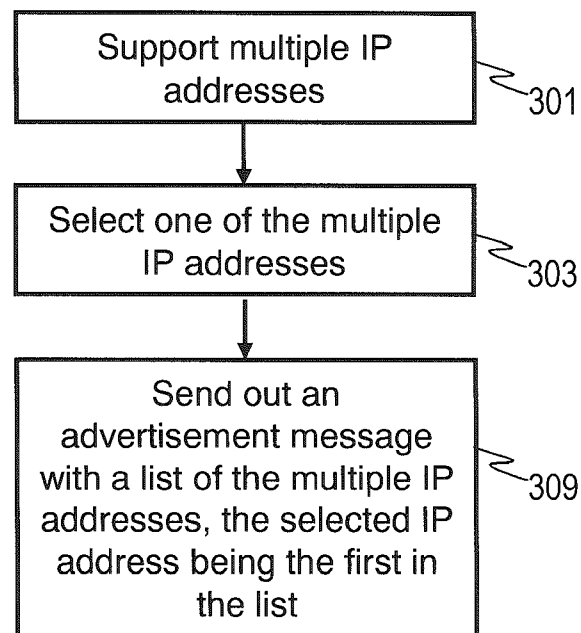 Support multiple IP
addresses
301
Select one of the multiple
IP addresses
303
Send out an
advertisement message
with a list of the multiple IP
addresses, the selected IP
address being the first in
the list
309